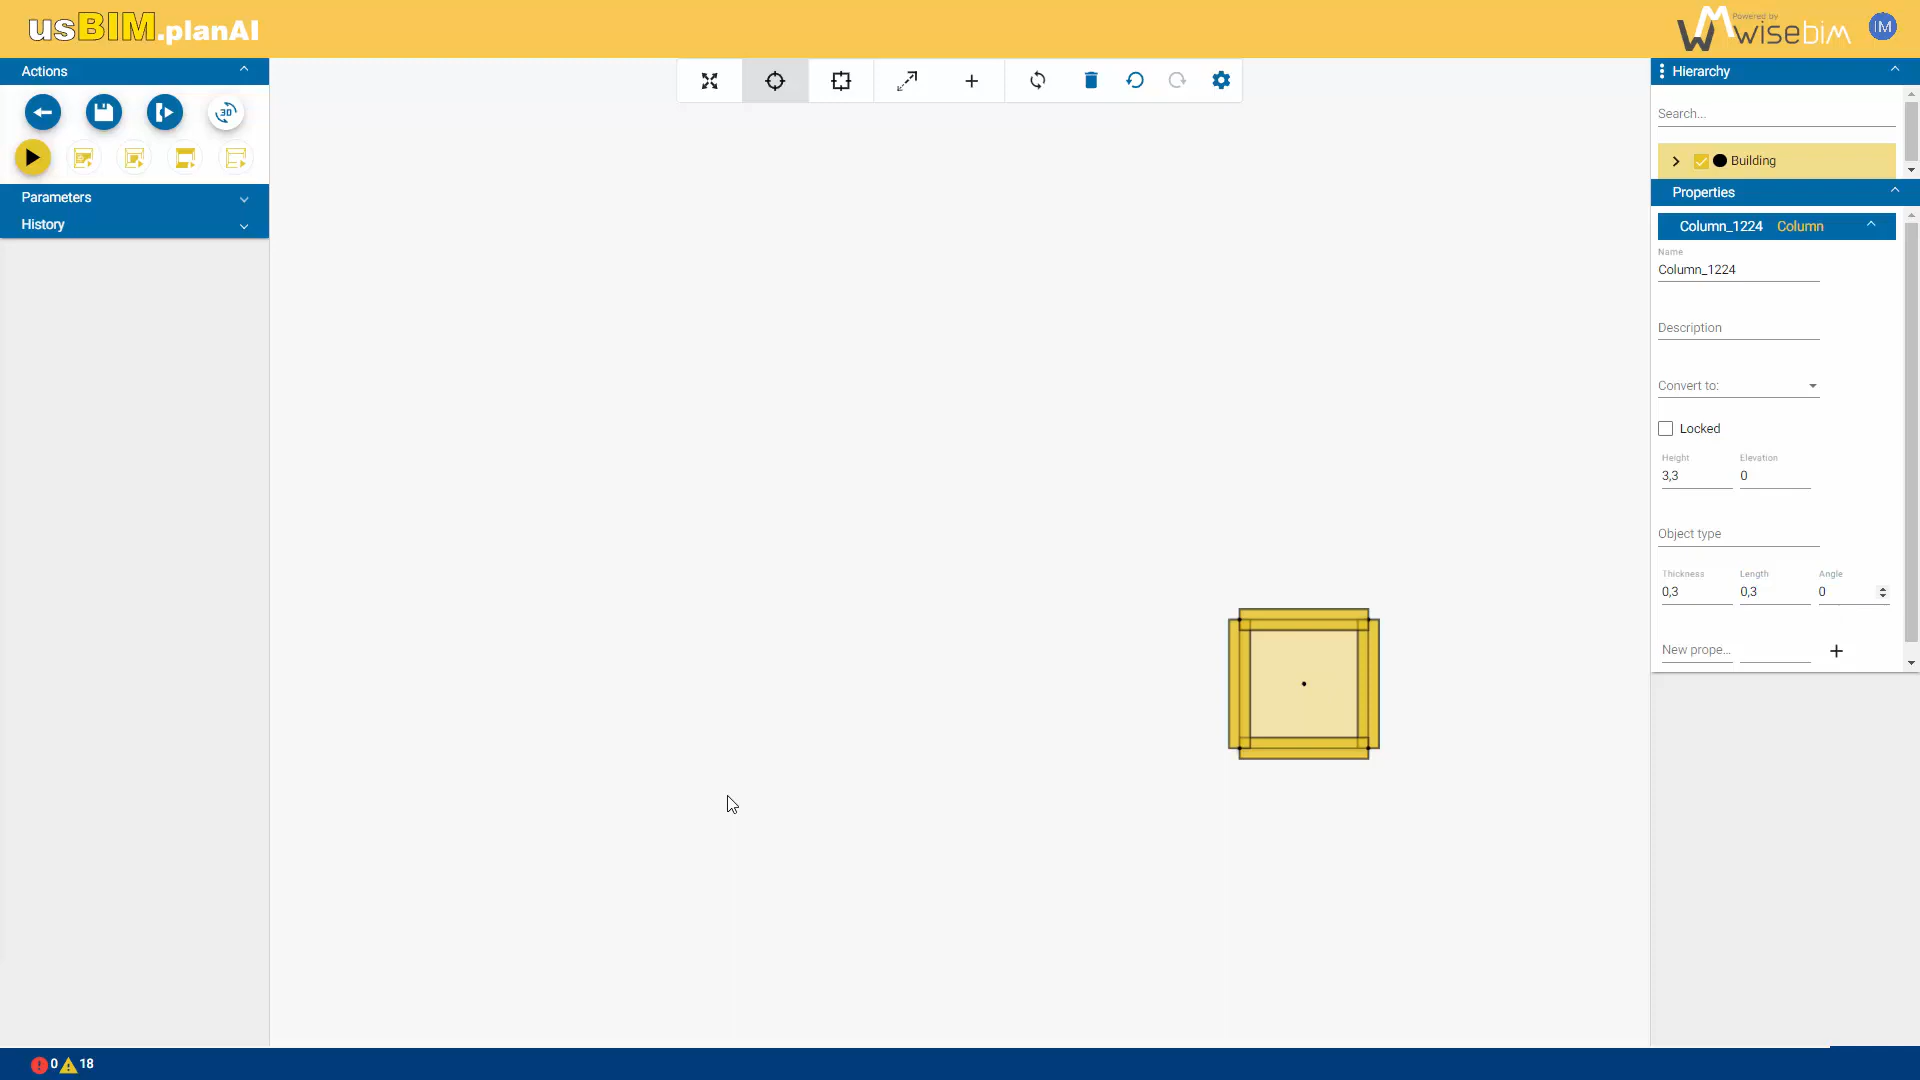 usBIM.planAI
Powered by
wisebim
IM
Actions
3D
Parameters
History
Hierarchy
Search...
Building
Properties
Column_1224 Column
Name
Column_1224
Description
Convert to:
Locked
Height Elevation
3,3 0
Object type
Thickness Length Angle
0,3 0,3 0
New prope...
0 18